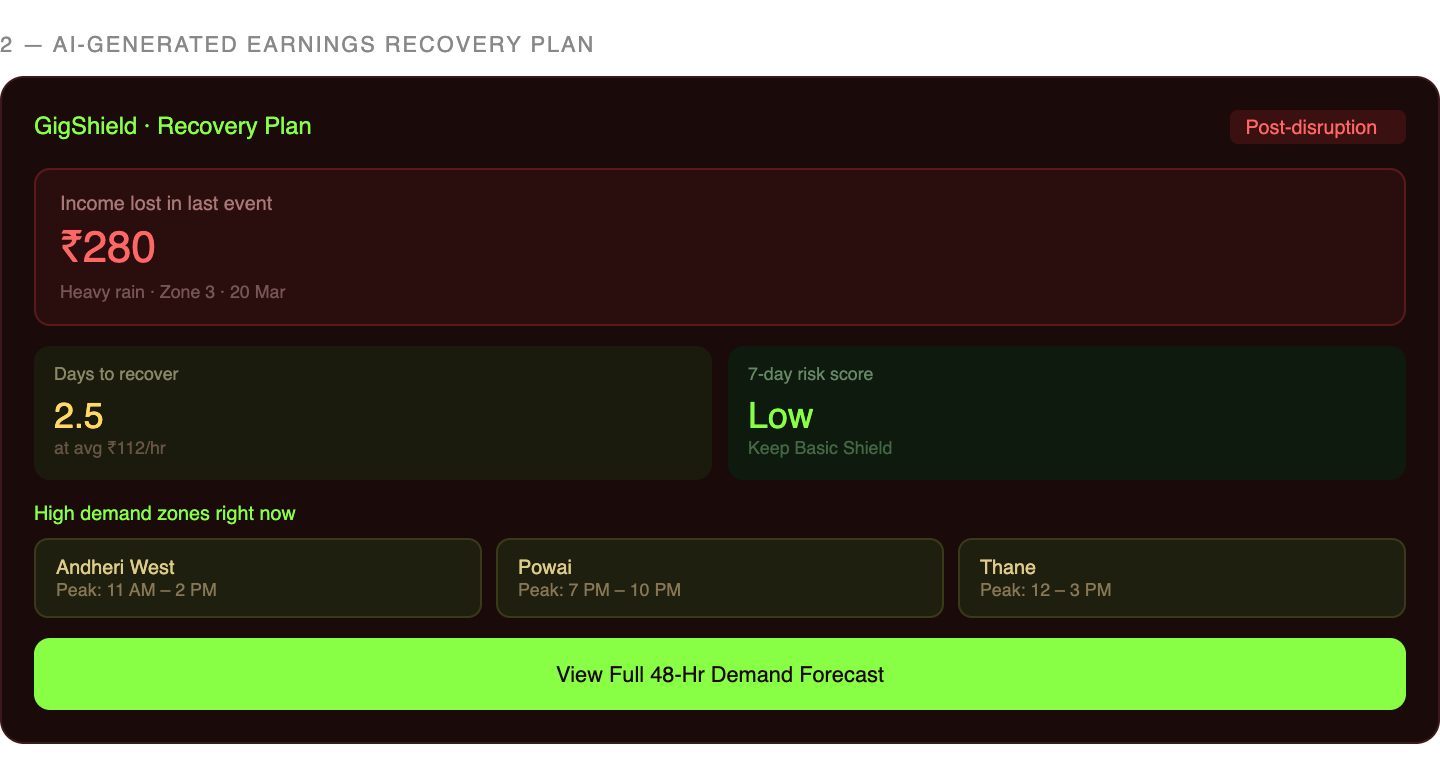 2 — AI-GENERATED EARNINGS RECOVERY PLAN
GigShield · Recovery Plan
Post-disruption
Income lost in last event
₹280
Heavy rain · Zone 3 · 20 Mar
Days to recover
2.5
at avg ₹112/hr
7-day risk score
Low
Keep Basic Shield
High demand zones right now
Andheri West
Peak: 11 AM – 2 PM
Powai
Peak: 7 PM – 10 PM
Thane
Peak: 12 – 3 PM
View Full 48-Hr Demand Forecast